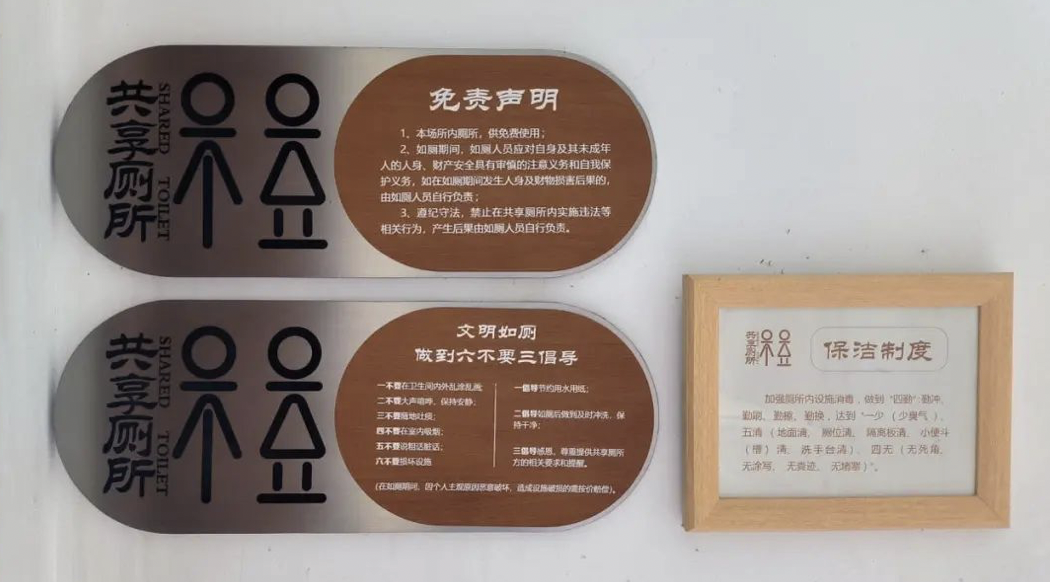 共享厕所
SHARED TOILET
免责声明
1、本场所内厕所，供免费使用；
2、如厕期间，如厕人员应对自身及其未成年
人的人身、财产安全具有审慎的注意义务和自我保
护义务，如在如厕期间发生人身及财物损害后果的，
由如厕人员自行负责；
3、遵纪守法，禁止在共享厕所内实施违法等
相关行为，产生后果由如厕人员自行负责。
共享厕所
SHARED TOILET
文明如厕
做到六不要三倡导
一不要在卫生间内外乱涂乱画；
二不要大声喧哗，保持安静；
三不要随地吐痰；
四不要在室内吸烟；
五不要说粗话脏话；
六不要损坏设施
一倡导节约用水用纸；
二倡导如厕后做到及时冲洗，保
持干净；
三倡导感恩、尊重提供共享厕所
方的相关要求和提醒。
（在如厕期间，因个人主观原因恶意破坏，造成设施破损的需按价赔偿）。
共享厕所
保洁制度
加强厕所内设施消毒，做到“四勤”:勤冲、
勤刷、勤擦、勤换，达到“一少（少臭气）、
五清（地面清、厕位清、隔离板清、小便斗
（槽）清、洗手台清）、四无（无死角、
无涂写、无粪迹、无堵塞）”。